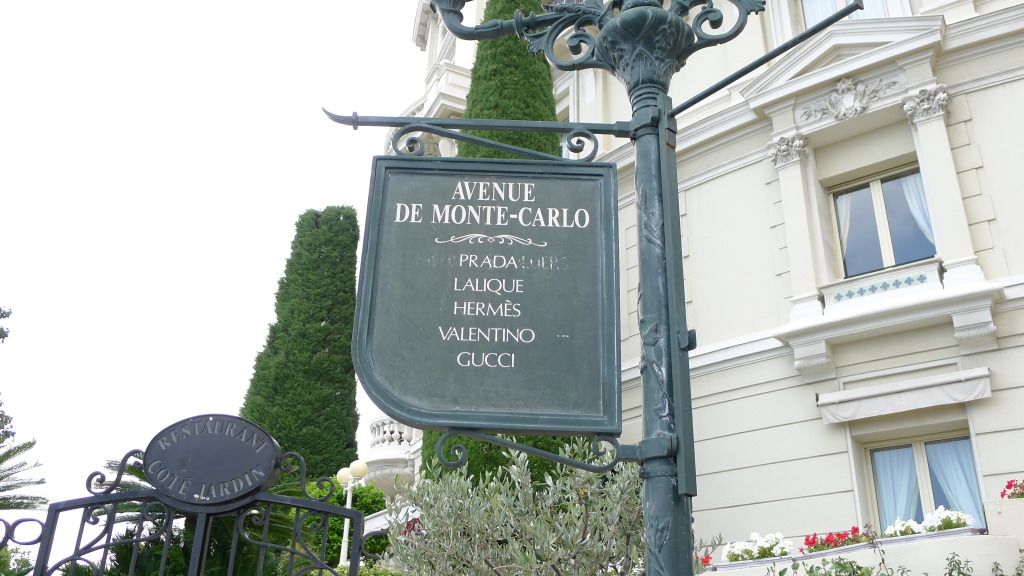 AVENUE
DE MONTE-CARLO
PRADA
LALIQUE
HERMÈS
VALENTINO
GUCCI
RESTAURANT
CÔTÉ JARDIN